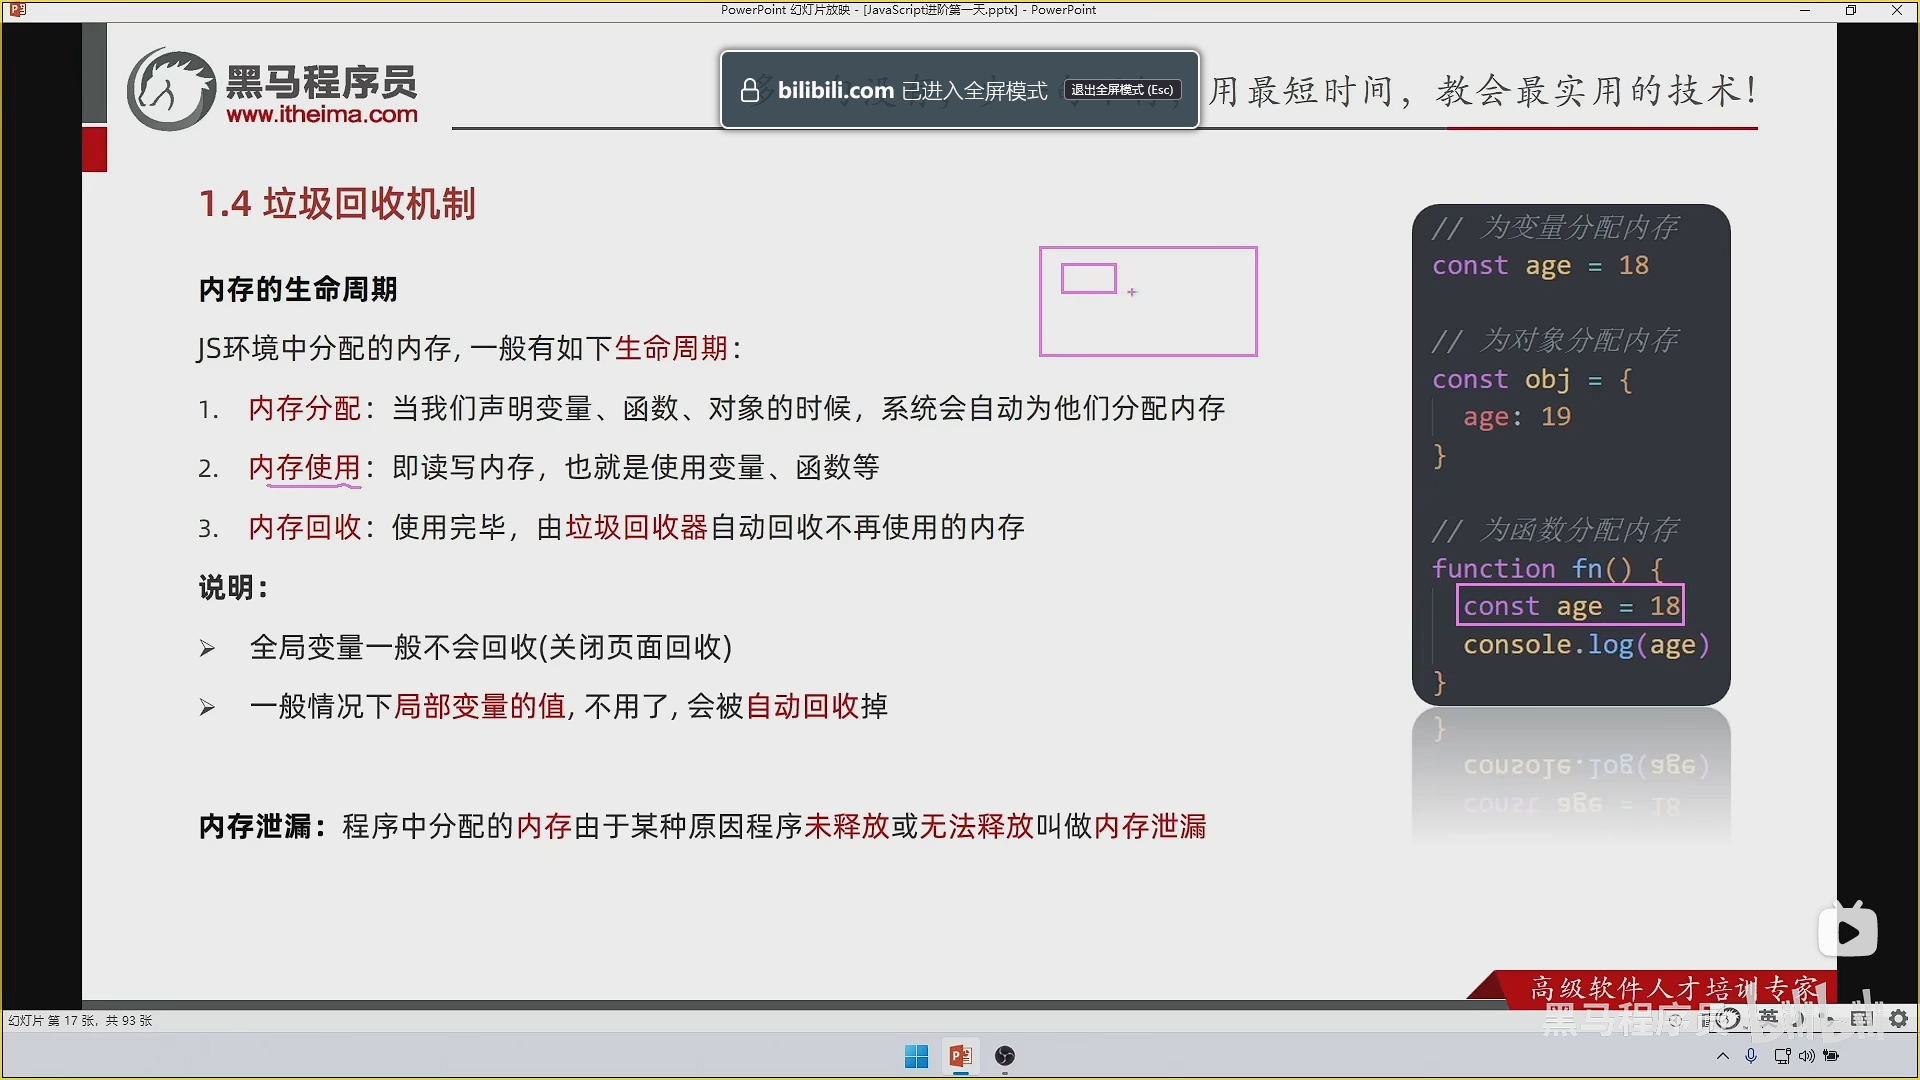 PowerPoint 幻灯片放映 - [JavaScript进阶第一天.pptx] - PowerPoint
黑马程序员
www.itheima.com
bilibili.com 已进入全屏模式 退出全屏模式 (Esc)
用最短时间，教会最实用的技术！
1.4 垃圾回收机制
内存的生命周期
JS环境中分配的内存, 一般有如下生命周期：
1. 内存分配：当我们声明变量、函数、对象的时候，系统会自动为他们分配内存
2. 内存使用：即读写内存，也就是使用变量、函数等
3. 内存回收：使用完毕，由垃圾回收器自动回收不再使用的内存
说明：
➢ 全局变量一般不会回收(关闭页面回收)
➢ 一般情况下局部变量的值, 不用了, 会被自动回收掉
内存泄漏：程序中分配的内存由于某种原因程序未释放或无法释放叫做内存泄漏
// 为变量分配内存
const age = 18
// 为对象分配内存
const obj = {
age: 19
}
// 为函数分配内存
function fn() {
const age = 18
console.log(age)
}
高级软件人才培训专家
黑马程序员
bilibili
英
幻灯片 第 17 张，共 93 张